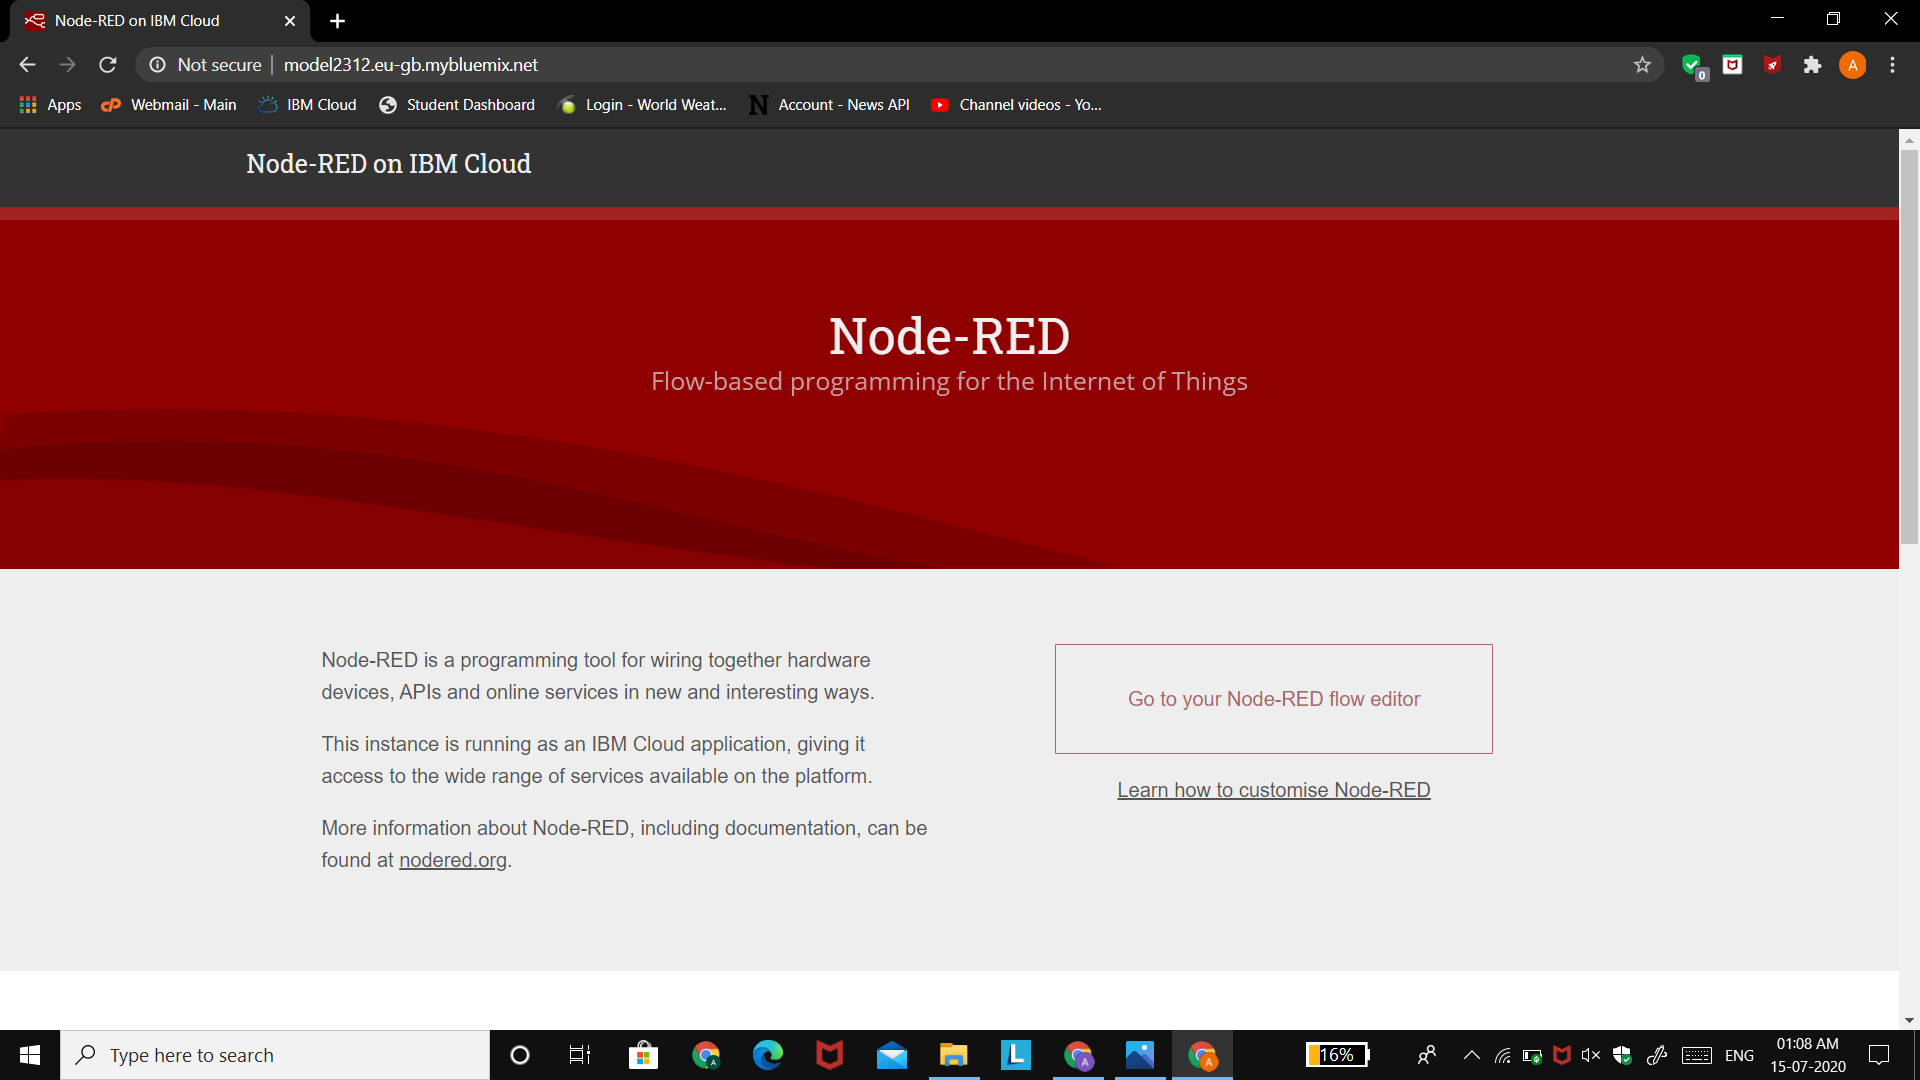 Node-RED on IBM Cloud
Not secure model2312.eu-gb.mybluemix.net
0
A
Apps Webmail - Main IBM Cloud Student Dashboard Login - World Weat... N Account - News API Channel videos - Yo...
Node-RED on IBM Cloud
Node-RED
Flow-based programming for the Internet of Things
Node-RED is a programming tool for wiring together hardware
devices, APIs and online services in new and interesting ways.
This instance is running as an IBM Cloud application, giving it
access to the wide range of services available on the platform.
More information about Node-RED, including documentation, can be
found at nodered.org.
Go to your Node-RED flow editor
Learn how to customise Node-RED
Type here to search
A
L
A
A
16%
ENG
01:08 AM
15-07-2020